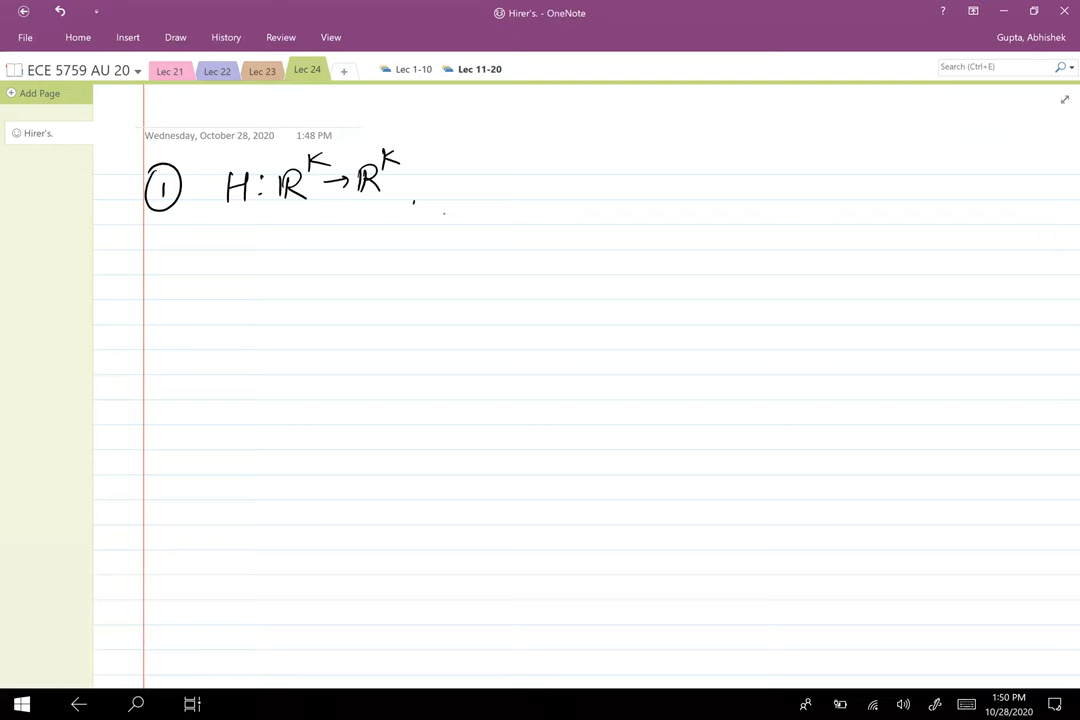 Hirer's. - OneNote
?
File Home Insert Draw History Review View
Gupta, Abhishek
ECE 5759 AU 20
Lec 21 Lec 22 Lec 23 Lec 24 + Lec 1-10 Lec 11-20
Search (Ctrl+E)
Add Page
Hirer's.
Wednesday, October 28, 2020 1:48 PM
① H: ℝ^K → ℝ^K
1:50 PM
10/28/2020